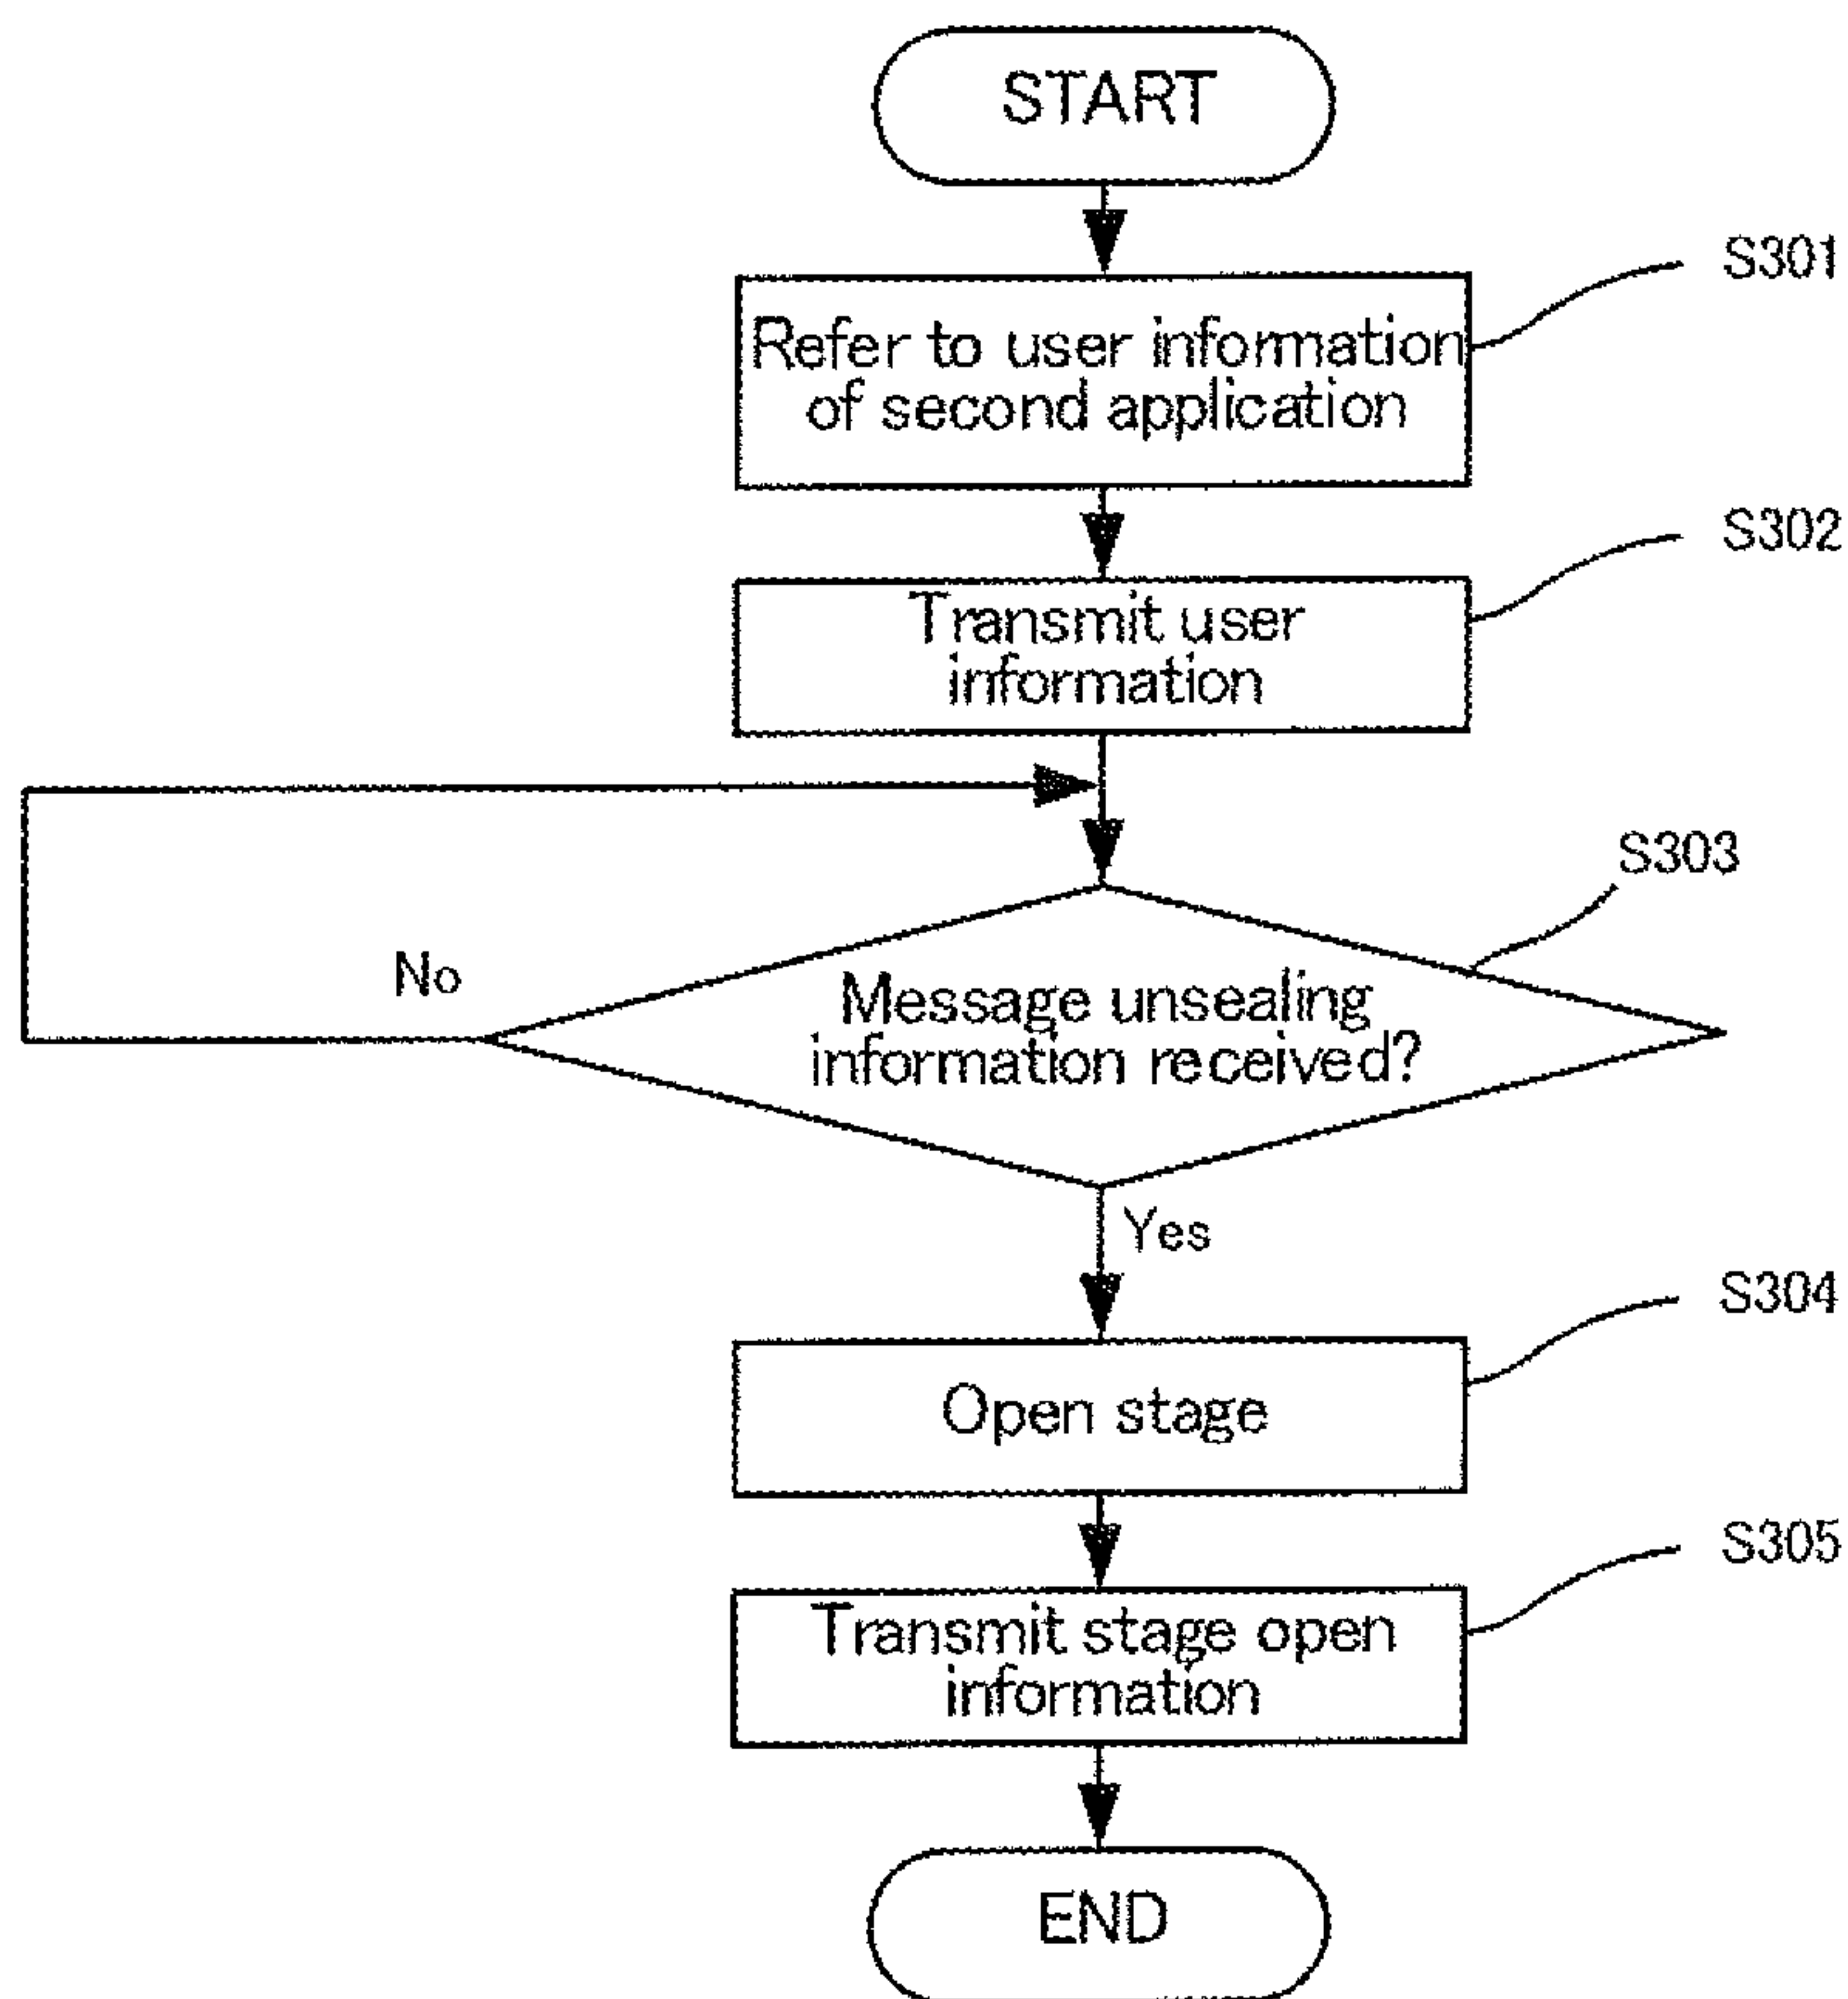 START
S301
Refer to user information
of second application
S302
Transmit user
information
S303
No
Message unsealing
information received?
Yes
S304
Open stage
S305
Transmit stage open
information
END